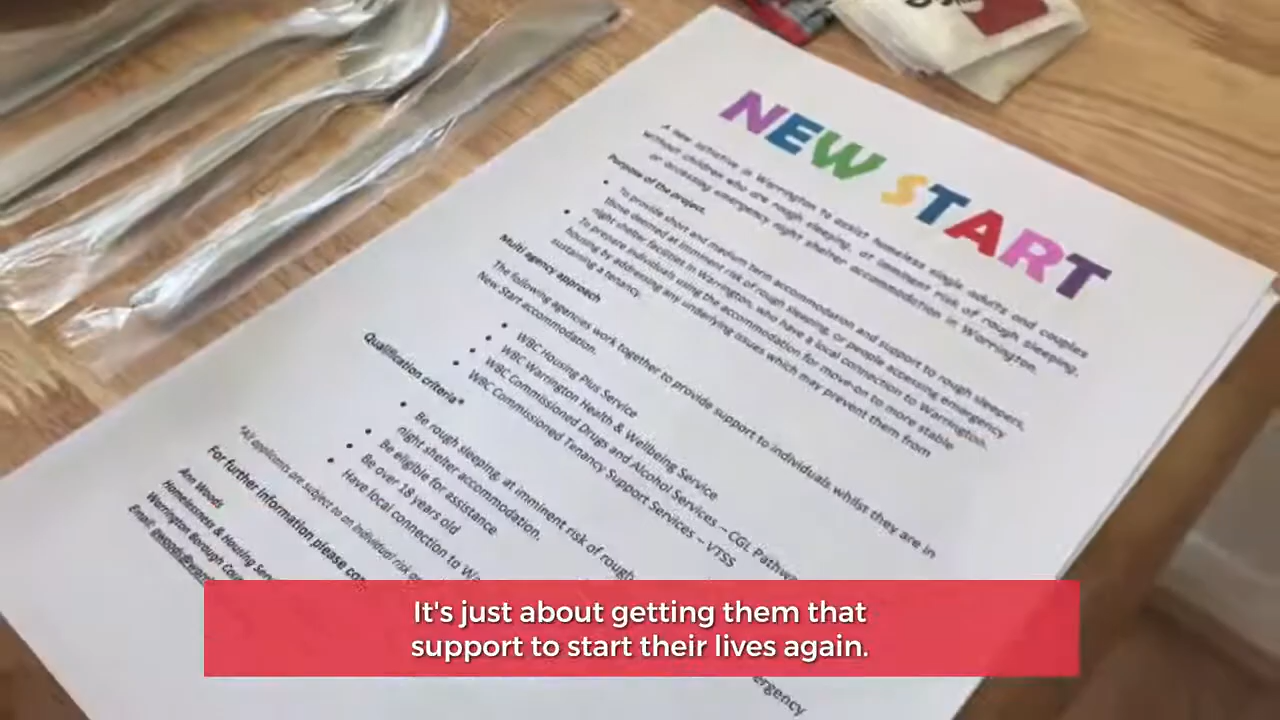 NEW START
A new initiative in Warrington to assist homeless single adults and couples
without children who are rough sleeping, at imminent risk of rough sleeping,
or accessing emergency night shelter accommodation in Warrington.
Purpose of the project.
• To provide short and medium term accommodation and support to rough sleepers,
those deemed at imminent risk of rough sleeping, or people accessing emergency
night shelter facilities in Warrington, who have a local connection to Warrington.
• To prepare individuals using the accommodation for move-on to more stable
housing by addressing any underlying issues which may prevent them from
sustaining a tenancy.
Multi agency approach
The following agencies work together to provide support to individuals whilst they are in
New Start accommodation.
• WBC Housing Plus Service
• WBC Warrington Health & Wellbeing Service
• WBC Commissioned Drugs and Alcohol Services – CGL Pathwa
• WBC Commissioned Tenancy Support Services – VTSS
Qualification criteria*
• Be rough sleeping, at imminent risk of rough
night shelter accommodation.
• Be eligible for assistance
• Be over 18 years old
• Have local connection to Wa
*All applicants are subject to an individual risk
For further information please con
Ann Woods
Homelessness & Housing Serv
Warrington Borough Coun
Email:
ergency
It's just about getting them that
support to start their lives again.